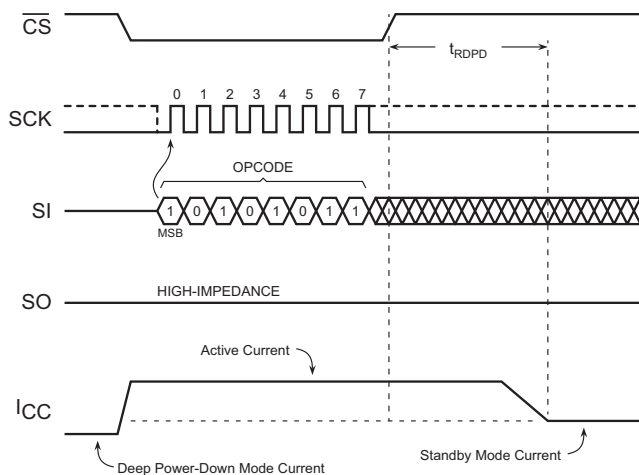 CS
tRDPD
0 1 2 3 4 5 6 7
SCK
OPCODE
SI
1 0 1 0 1 0 1 1
MSB
SO
HIGH-IMPEDANCE
Active Current
ICC
Deep Power-Down Mode Current
Standby Mode Current